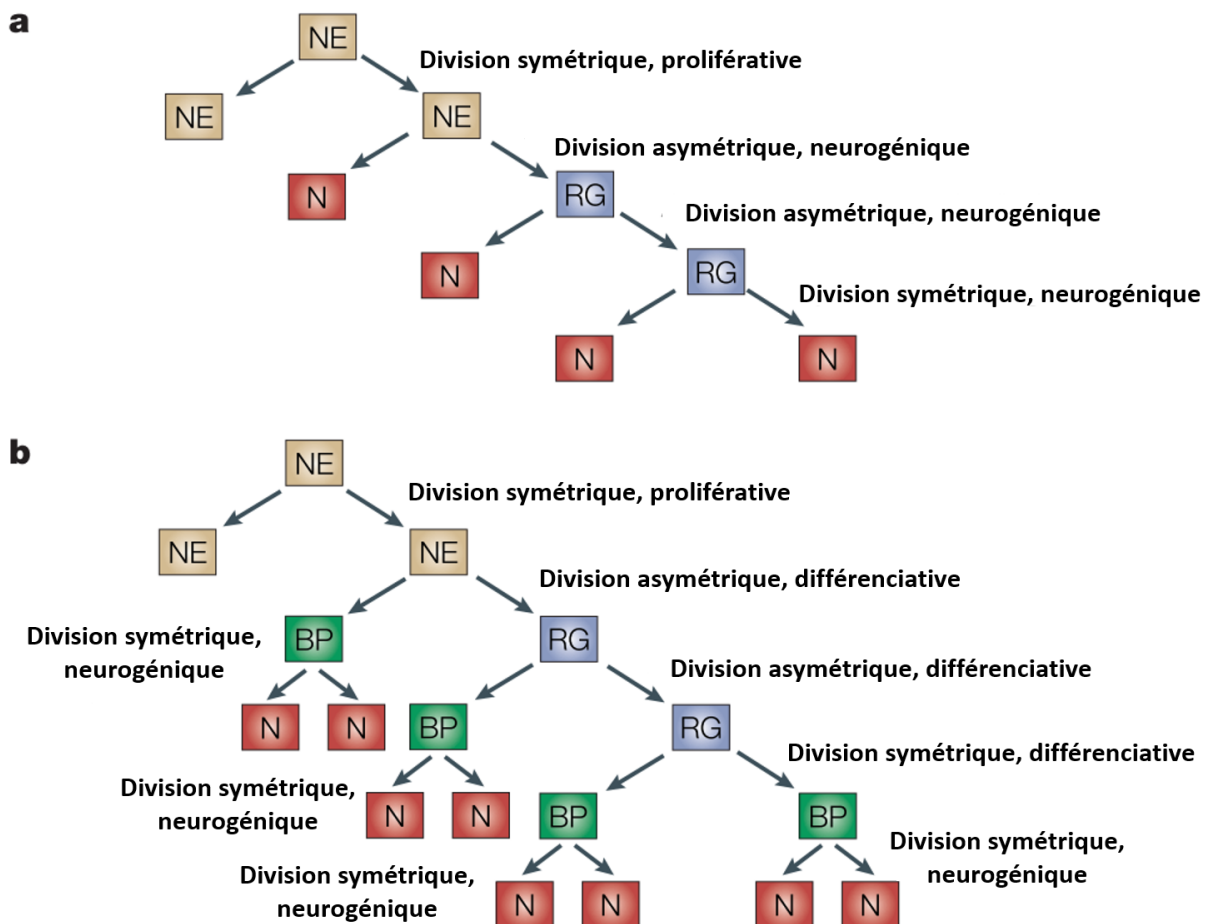 a
NE
Division symétrique, proliférative
NE
NE
Division asymétrique, neurogénique
N
RG
Division asymétrique, neurogénique
N
RG
Division symétrique, neurogénique
N
N
b
NE
Division symétrique, proliférative
NE
NE
Division asymétrique, différenciative
Division symétrique,
neurogénique
BP
RG
Division asymétrique, différenciative
N
N
BP
RG
Division symétrique, différenciative
Division symétrique,
neurogénique
N
N
BP
BP
Division symétrique,
neurogénique
Division symétrique,
neurogénique
N
N
N
N